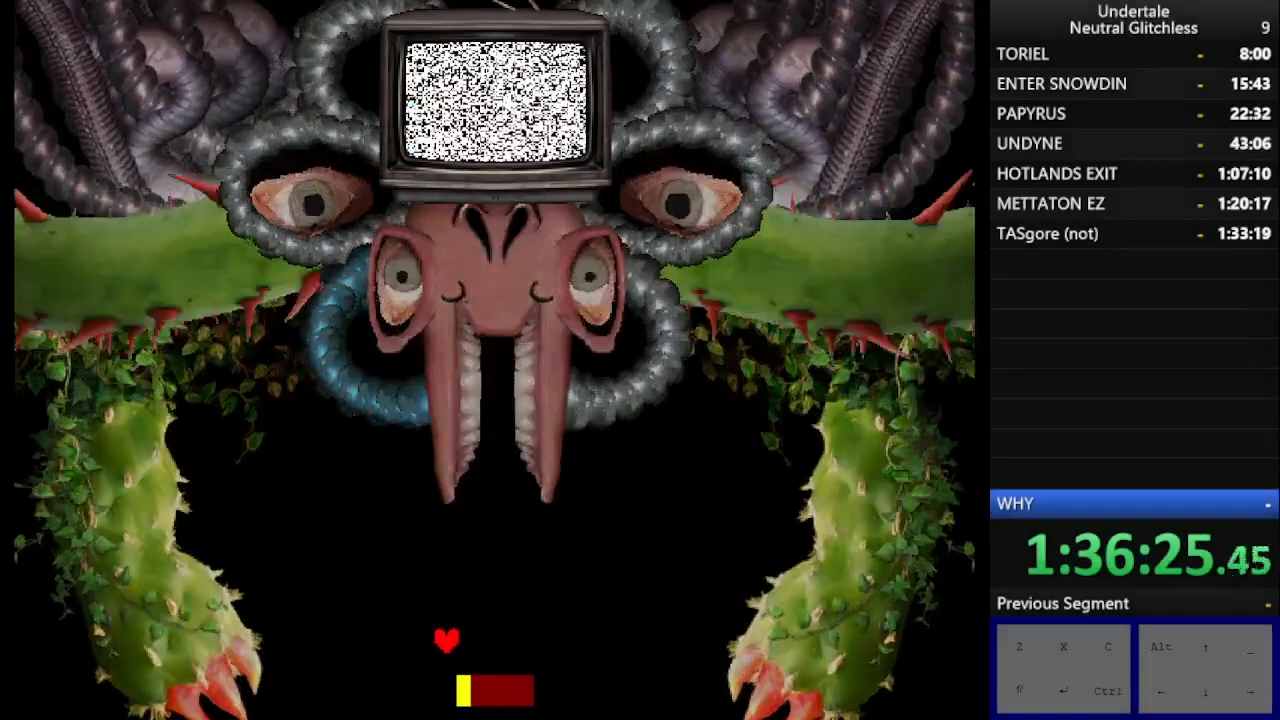 Undertale
Neutral Glitchless 9
TORIEL - 8:00
ENTER SNOWDIN - 15:43
PAPYRUS - 22:32
UNDYNE - 43:06
HOTLANDS EXIT - 1:07:10
METTATON EZ - 1:20:17
TASgore (not) - 1:33:19
WHY -
1:36:25.45
Previous Segment -
Z X C Alt ↑ _
⇑ ↵ Ctrl ← ↓ →